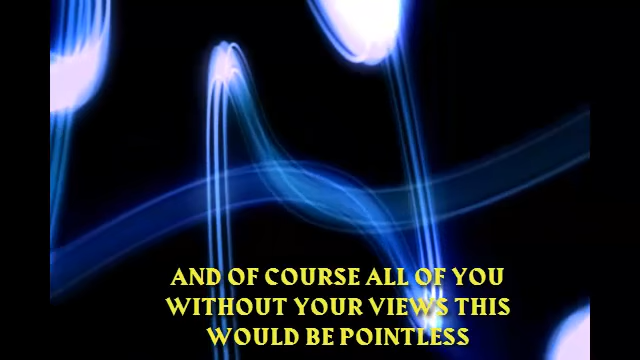 AND OF COURSE ALL OF YOU
WITHOUT YOUR VIEWS THIS
WOULD BE POINTLESS